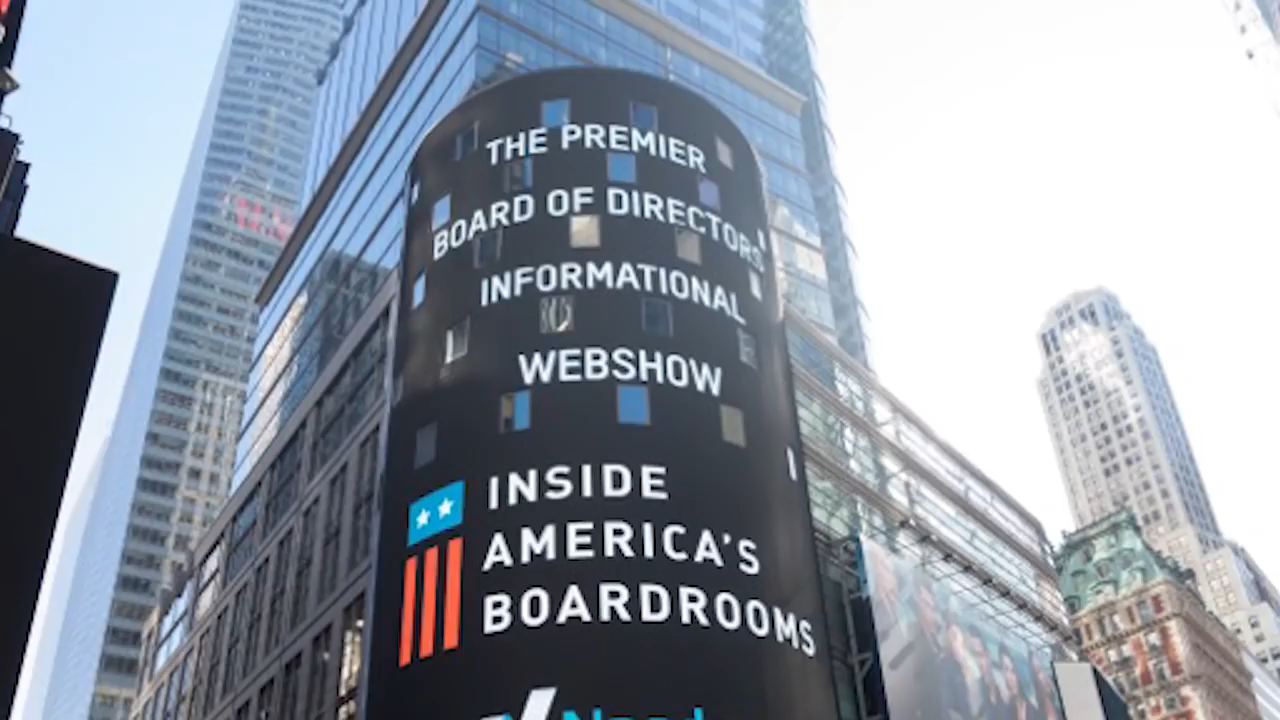 THE PREMIER
BOARD OF DIRECTORS
INFORMATIONAL
WEBSHOW
INSIDE
AMERICA'S
BOARDROOMS